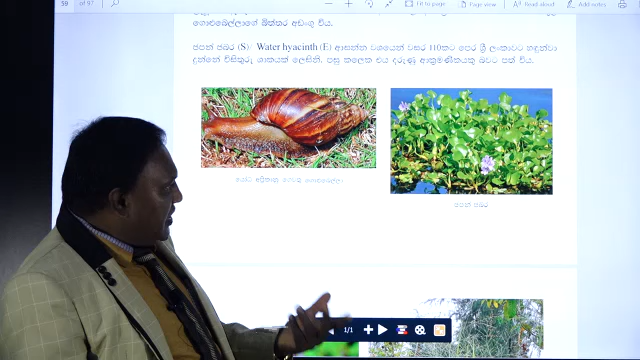 59 of 97
Fit to page
Page view
Read aloud
Add notes
ගොළුබෙල්ලාගේ බිත්තර අඩංගු විය.
ජපන් ජබර (S) Water hyacinth (E) ආසන්න වශයෙන් වසර 110කට පෙර ශ්‍රී ලංකාවට හඳුන්වා
දුන්නේ විසිතුරු ශාකයක් ලෙසිනි. පසු කලෙක එය දරුණු ආක්‍රමණිකයකු බවට පත් විය.
ගොළුබෙල්ලා
ජපන් ජබර
1/1